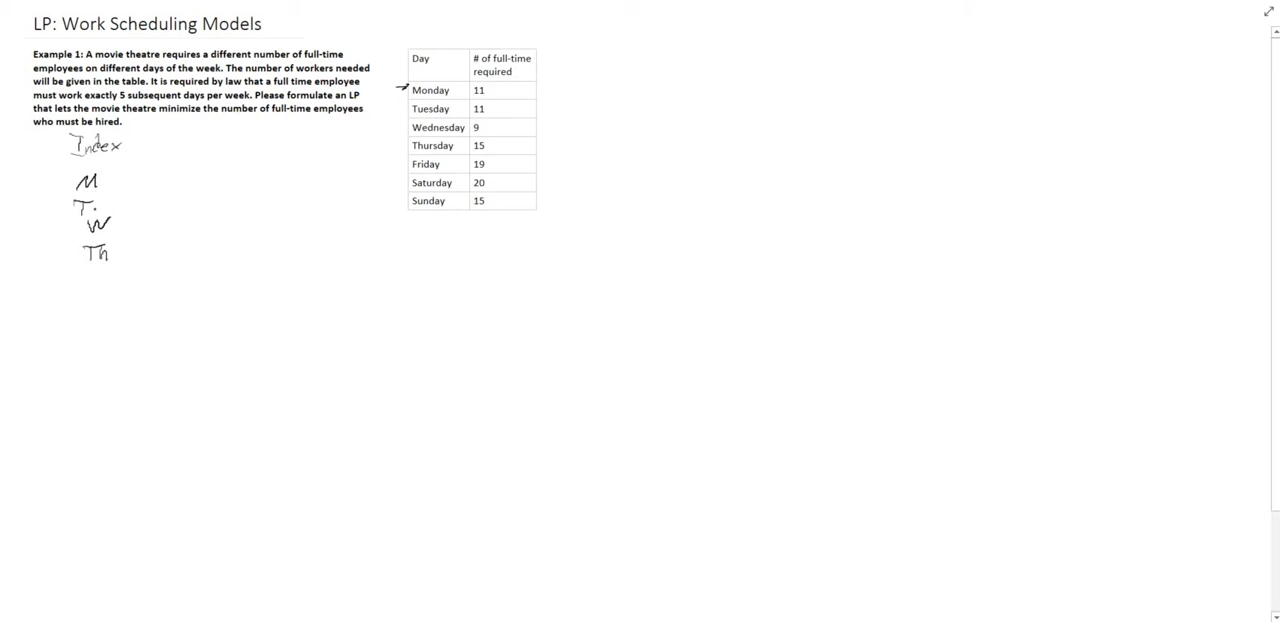 LP: Work Scheduling Models
Example 1: A movie theatre requires a different number of full-time
employees on different days of the week. The number of workers needed
will be given in the table. It is required by law that a full time employee
must work exactly 5 subsequent days per week. Please formulate an LP
that lets the movie theatre minimize the number of full-time employees
who must be hired.
Index
M
T.
W
Th
Day # of full-time
required
Monday 11
Tuesday 11
Wednesday 9
Thursday 15
Friday 19
Saturday 20
Sunday 15